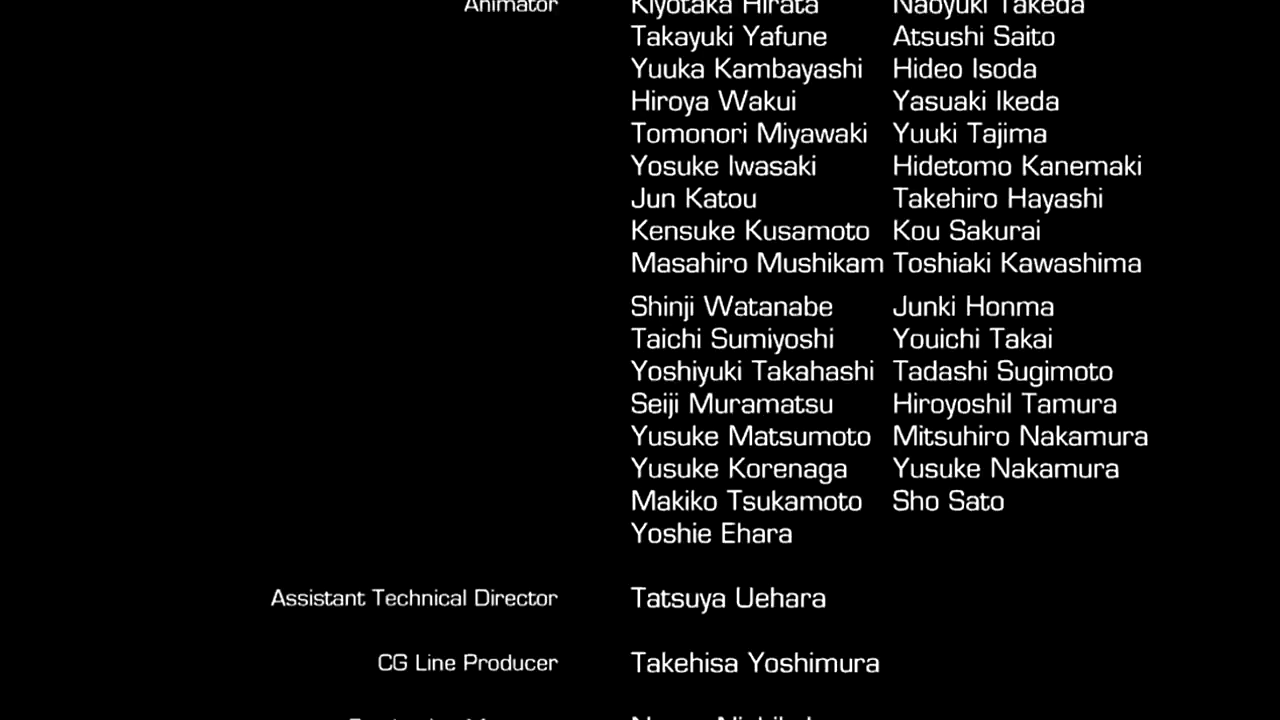 Animator Kiyotaka Hirata Naoyuki Takeda
Takayuki Yafune Atsushi Saito
Yuuka Kambayashi Hideo Isoda
Hiroya Wakui Yasuaki Ikeda
Tomonori Miyawaki Yuuki Tajima
Yosuke Iwasaki Hidetomo Kanemaki
Jun Katou Takehiro Hayashi
Kensuke Kusamoto Kou Sakurai
Masahiro Mushikam Toshiaki Kawashima
Shinji Watanabe Junki Honma
Taichi Sumiyoshi Youichi Takai
Yoshiyuki Takahashi Tadashi Sugimoto
Seiji Muramatsu Hiroyoshil Tamura
Yusuke Matsumoto Mitsuhiro Nakamura
Yusuke Korenaga Yusuke Nakamura
Makiko Tsukamoto Sho Sato
Yoshie Ehara
Assistant Technical Director Tatsuya Uehara
CG Line Producer Takehisa Yoshimura